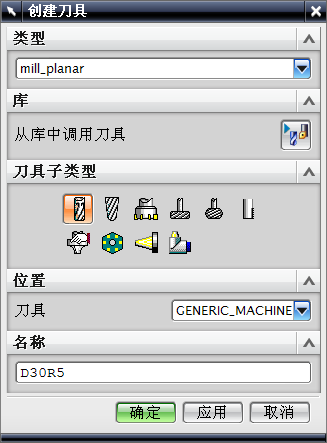 创建刀具
类型
mill_planar
库
从库中调用刀具
刀具子类型
位置
刀具 GENERIC_MACHINE
名称
D30R5
确定 应用 取消